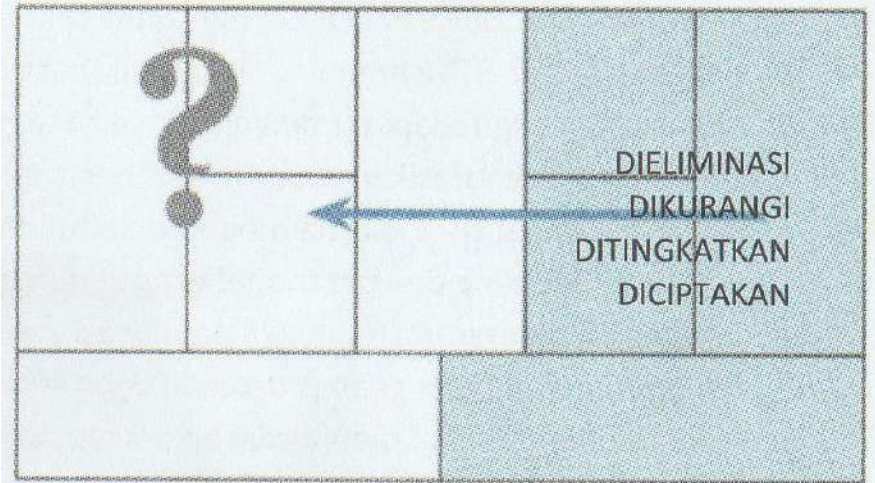 ?
DIELIMINASI
DIKURANGI
DITINGKATKAN
DICIPTAKAN